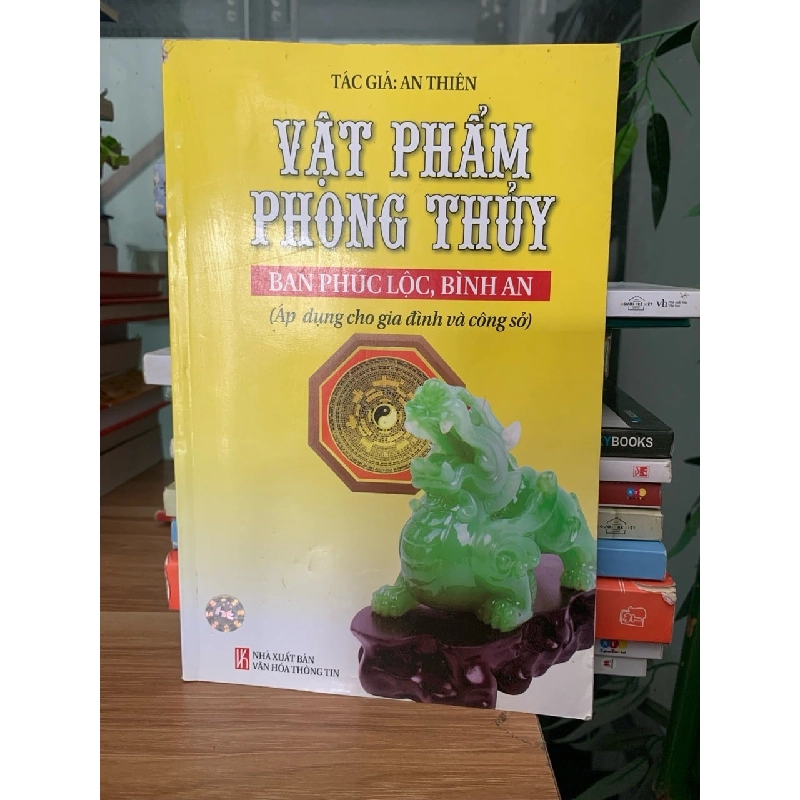 TÁC GIẢ: AN THIÊN
VẬT PHẨM
PHONG THỦY
BAN PHÚC LỘC, BÌNH AN
(Áp dụng cho gia đình và công sở)
NHÀ XUẤT BẢN
VĂN HÓA THÔNG TIN
YBOOKS